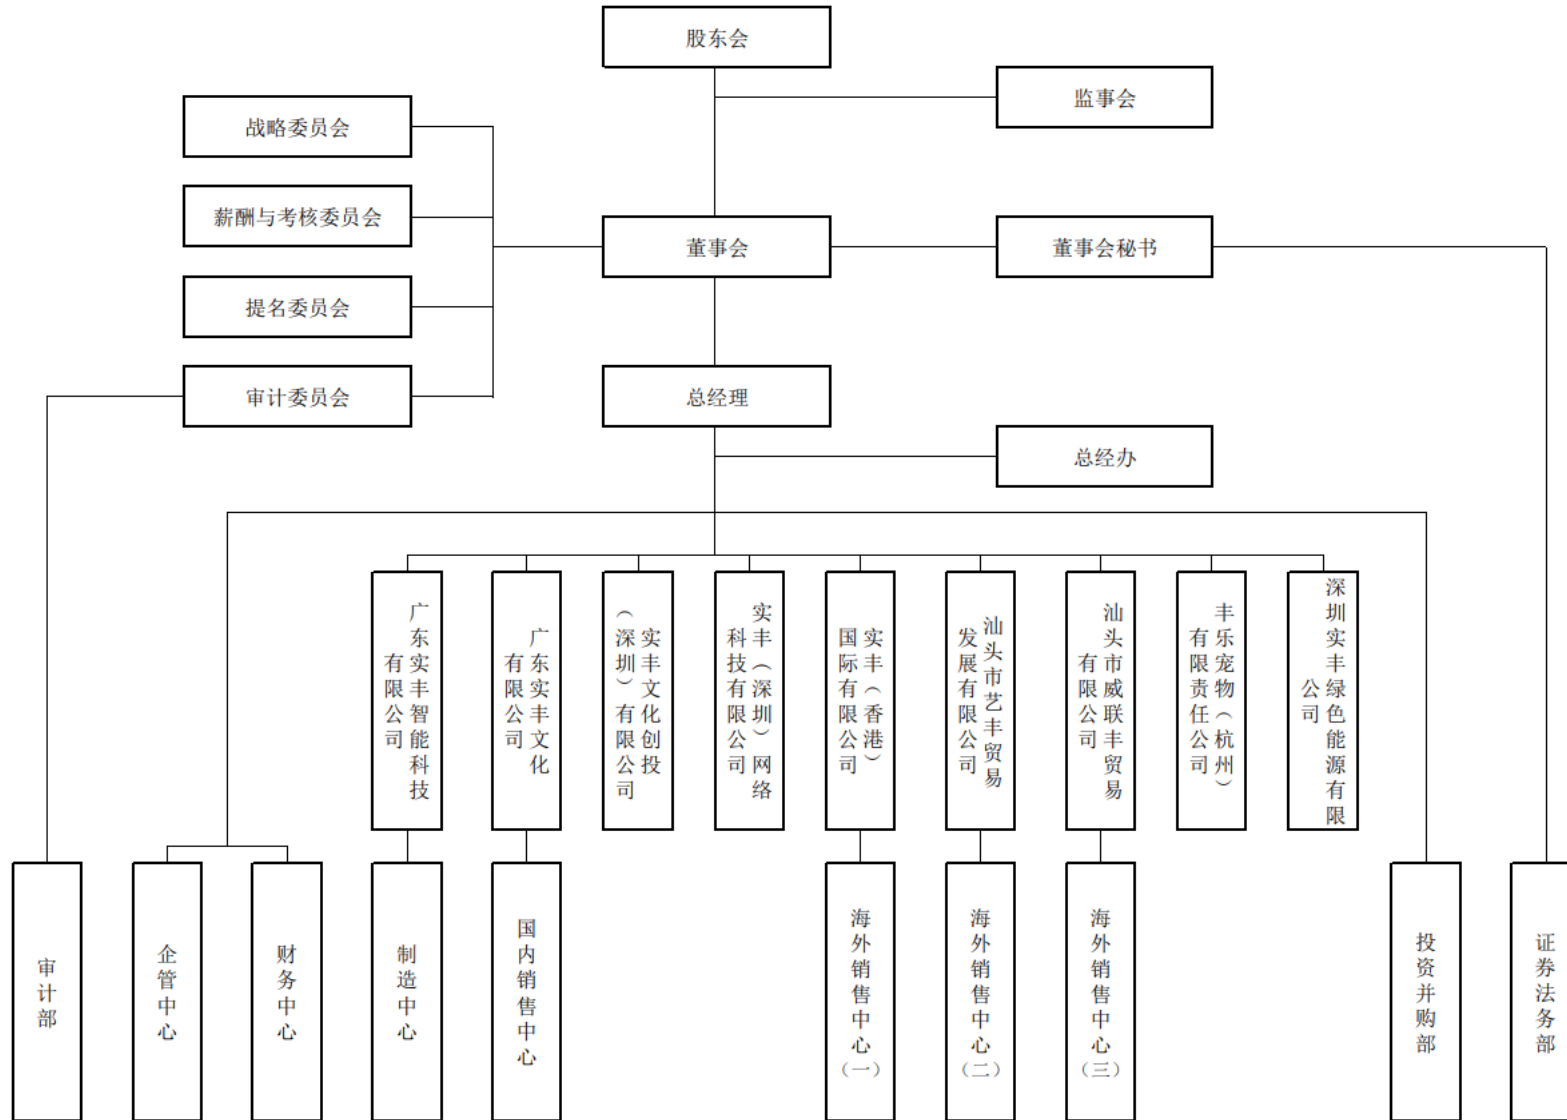 股东会
监事会
战略委员会
薪酬与考核委员会
董事会
董事会秘书
提名委员会
审计委员会
总经理
总经办
广东实丰智能科技
有限公司
广东实丰文化
有限公司
实丰文化创投
（深圳）有限公司
实丰（深圳）网络
科技有限公司
实丰（香港）
国际有限公司
汕头市艺丰贸易
发展有限公司
汕头市威联丰贸易
有限公司
丰乐宠物（杭州）
有限责任公司
深圳实丰绿色能源有限
公司
审计部
企管中心
财务中心
制造中心
国内销售中心
海外销售中心（一）
海外销售中心（二）
海外销售中心（三）
投资并购部
证券法务部